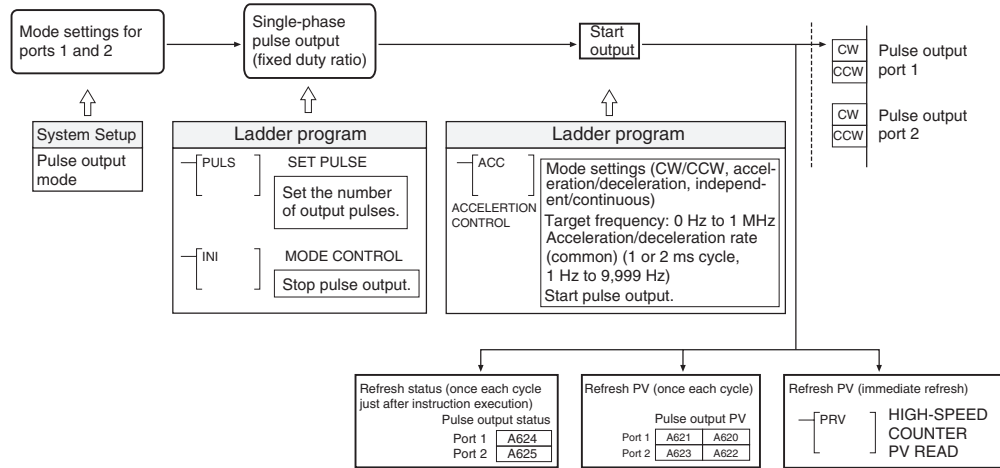 Mode settings for
ports 1 and 2
Single-phase
pulse output
(fixed duty ratio)
Start
output
CW
CCW
Pulse output
port 1
CW
CCW
Pulse output
port 2
System Setup
Pulse output
mode
Ladder program
PULS
SET PULSE
Set the number
of output pulses.
INI
MODE CONTROL
Stop pulse output.
Ladder program
ACC
ACCELERTION
CONTROL
Mode settings (CW/CCW, accel-
eration/deceleration, independ-
ent/continuous)
Target frequency: 0 Hz to 1 MHz
Acceleration/deceleration rate
(common) (1 or 2 ms cycle,
1 Hz to 9,999 Hz)
Start pulse output.
Refresh status (once each cycle
just after instruction execution)
Pulse output status
Port 1 A624
Port 2 A625
Refresh PV (once each cycle)
Pulse output PV
Port 1 A621 A620
Port 2 A623 A622
Refresh PV (immediate refresh)
PRV
HIGH-SPEED
COUNTER
PV READ